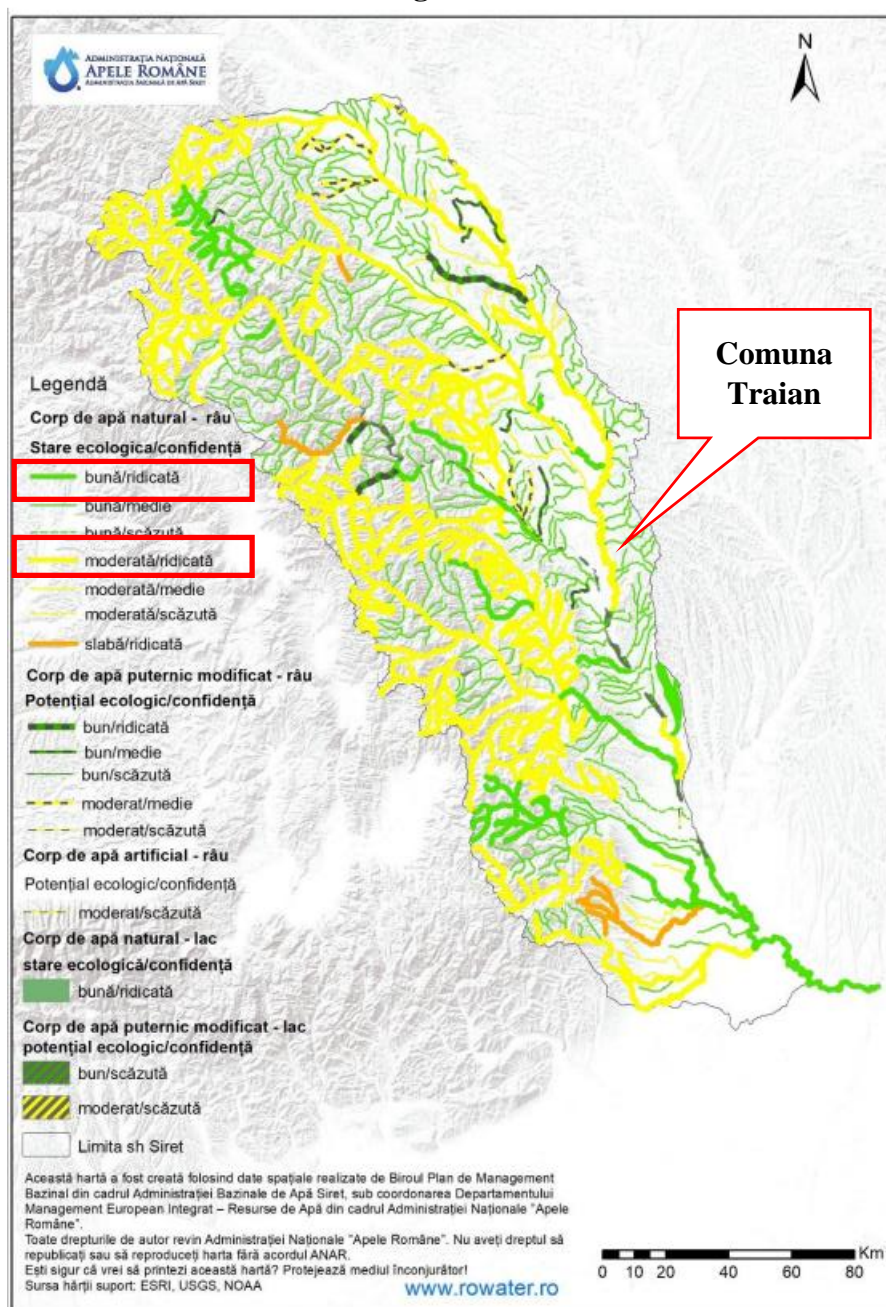 ADMINISTRAȚIA NAȚIONALĂ
APELE ROMÂNE
ADMINISTRAȚIA BAZINALĂ DE APĂ SIRET
N
Comuna
Traian
Legendă
Corp de apă natural - râu
Stare ecologica/confidență
bună/ridicată
bună/medie
bună/scăzută
moderată/ridicată
moderată/medie
moderată/scăzută
slabă/ridicată
Corp de apă puternic modificat - râu
Potențial ecologic/confidență
bun/ridicată
bun/medie
bun/scăzută
moderat/medie
moderat/scăzută
Corp de apă artificial - râu
Potențial ecologic/confidență
moderat/scăzută
Corp de apă natural - lac
stare ecologică/confidență
bună/ridicată
Corp de apă puternic modificat - lac
potențial ecologic/confidență
bun/scăzută
moderat/scăzută
Limita sh Siret
Această hartă a fost creată folosind date spațiale realizate de Biroul Plan de Management
Bazinal din cadrul Administrației Bazinale de Apă Siret, sub coordonarea Departamentului
Management European Integrat – Resurse de Apă din cadrul Administrației Naționale "Apele
Române".
Toate drepturile de autor revin Administrației Naționale "Apele Române". Nu aveți dreptul să
republicați sau să reproduceți harta fără acordul ANAR.
Ești sigur că vrei să printezi această hartă? Protejează mediul înconjurător!
Sursa hărții suport: ESRI, USGS, NOAA
www.rowater.ro
Km
0 10 20 40 60 80